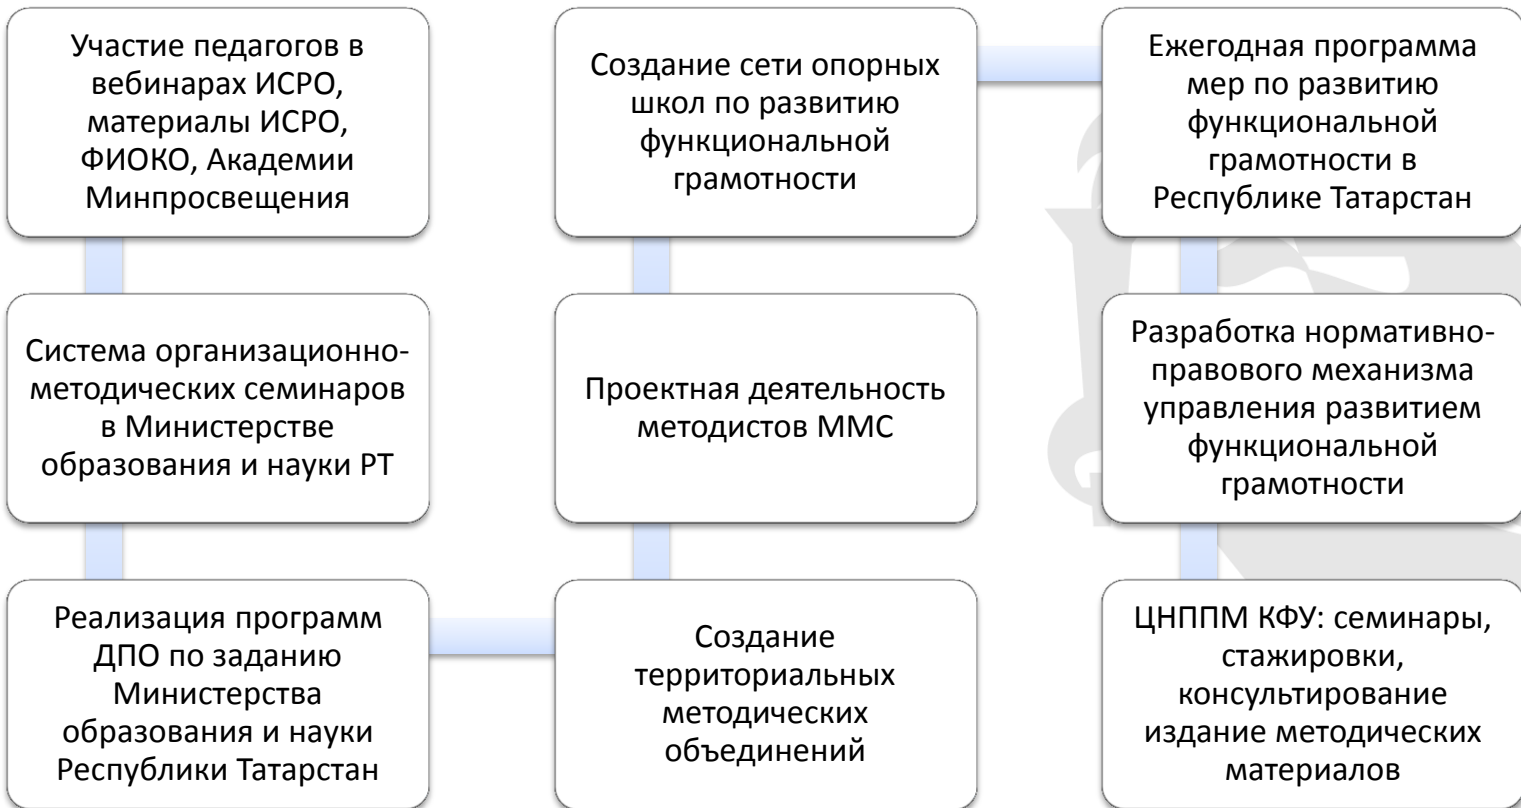 Участие педагогов в
вебинарах ИСРО,
материалы ИСРО,
ФИОКО, Академии
Минпросвещения
Система организационно-
методических семинаров
в Министерстве
образования и науки РТ
Реализация программ
ДПО по заданию
Министерства
образования и науки
Республики Татарстан
Создание
территориальных
методических
объединений
Проектная деятельность
методистов ММС
Создание сети опорных
школ по развитию
функциональной
грамотности
Ежегодная программа
мер по развитию
функциональной
грамотности в
Республике Татарстан
Разработка нормативно-
правового механизма
управления развитием
функциональной
грамотности
ЦНППМ КФУ: семинары,
стажировки,
консультирование
издание методических
материалов